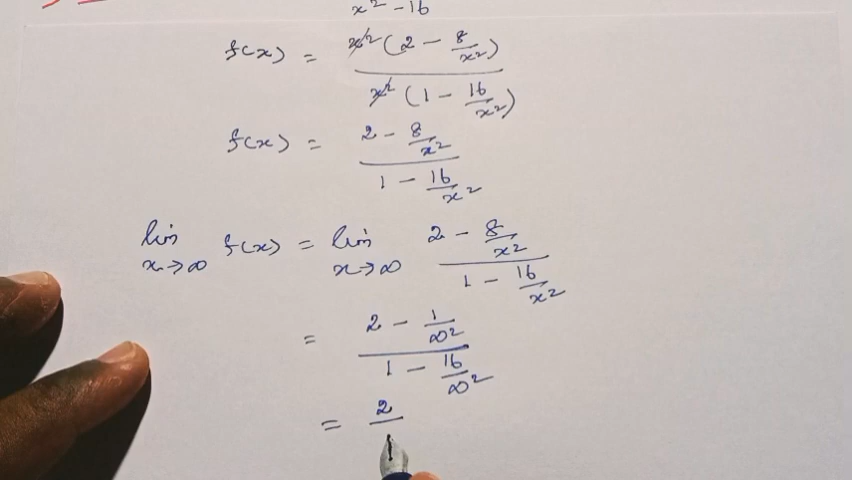 x² - 16
f(x) = x²(2 - 8/x²) / x²(1 - 16/x²)
f(x) = (2 - 8/x²) / (1 - 16/x²)
lim x→∞ f(x) = lim x→∞ (2 - 8/x²) / (1 - 16/x²)
= (2 - 1/∞²) / (1 - 16/∞²)
= 2/1